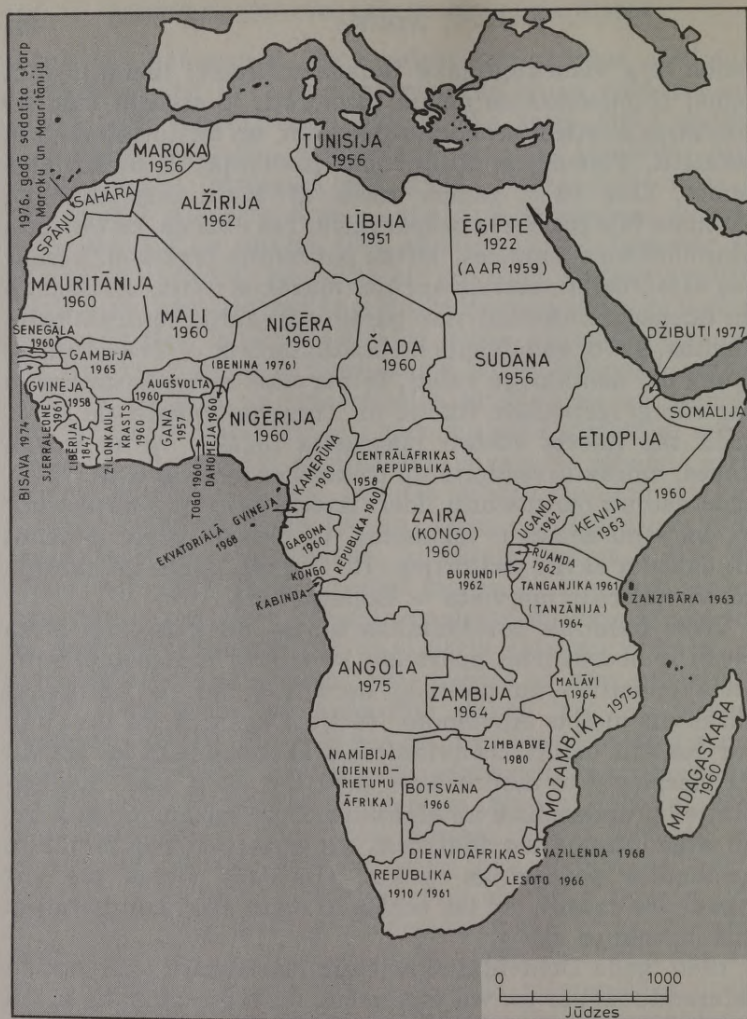 1976. gadā sadalīta starp
Maroku un Mauritāniju
MAROKA
1956
TUNISIJA
1956
SPĀŅU
SAHĀRA
ALŽĪRIJA
1962
LĪBIJA
1951
ĒĢIPTE
1922
(AAR 1959)
MAURITĀNIJA
1960
MALI
1960
NIGĒRA
1960
ČADA
1960
SUDĀNA
1956
DŽIBUTI 1977
SENEGĀLA
1960
GAMBIJA
1965
GVINEJA
1958
BISAVA 1974
SJERRALEONE
1961
LIBĒRIJA
1847
ZILONKAULA
KRASTS
1960
AUGŠVOLTA
1960
GANA
1957
TOGO 1960
DAHOMEJA 1960
(BENINA 1976)
NIGĒRIJA
1960
KAMERŪNA
1960
CENTRĀLĀFRIKAS
REPUPBLIKA
1958
ETIOPIJA
SOMĀLIJA
1960
EKVATORIĀLĀ GVINEJA
1968
GABONA
1960
KONGO
REPUBLIKA 1960
KABINDA
ZAIRA
(KONGO)
1960
UGANDA
1962
KENIJA
1963
RUANDA
1962
BURUNDI
1962
TANGANJIKA 1961
(TANZĀNIJA)
1964
ZANZIBĀRA 1963
ANGOLA
1975
ZAMBIJA
1964
MALĀVI
1964
MOZAMBIKA 1975
ZIMBABVE
1980
MADAGASKARA
1960
NAMĪBIJA
(DIENVID-
RIETUMU
ĀFRIKA)
BOTSVĀNA
1966
DIENVIDĀFRIKAS
REPUBLIKA
1910/1961
SVAZILENDA 1968
LESOTO 1966
0 1000
Jūdzes